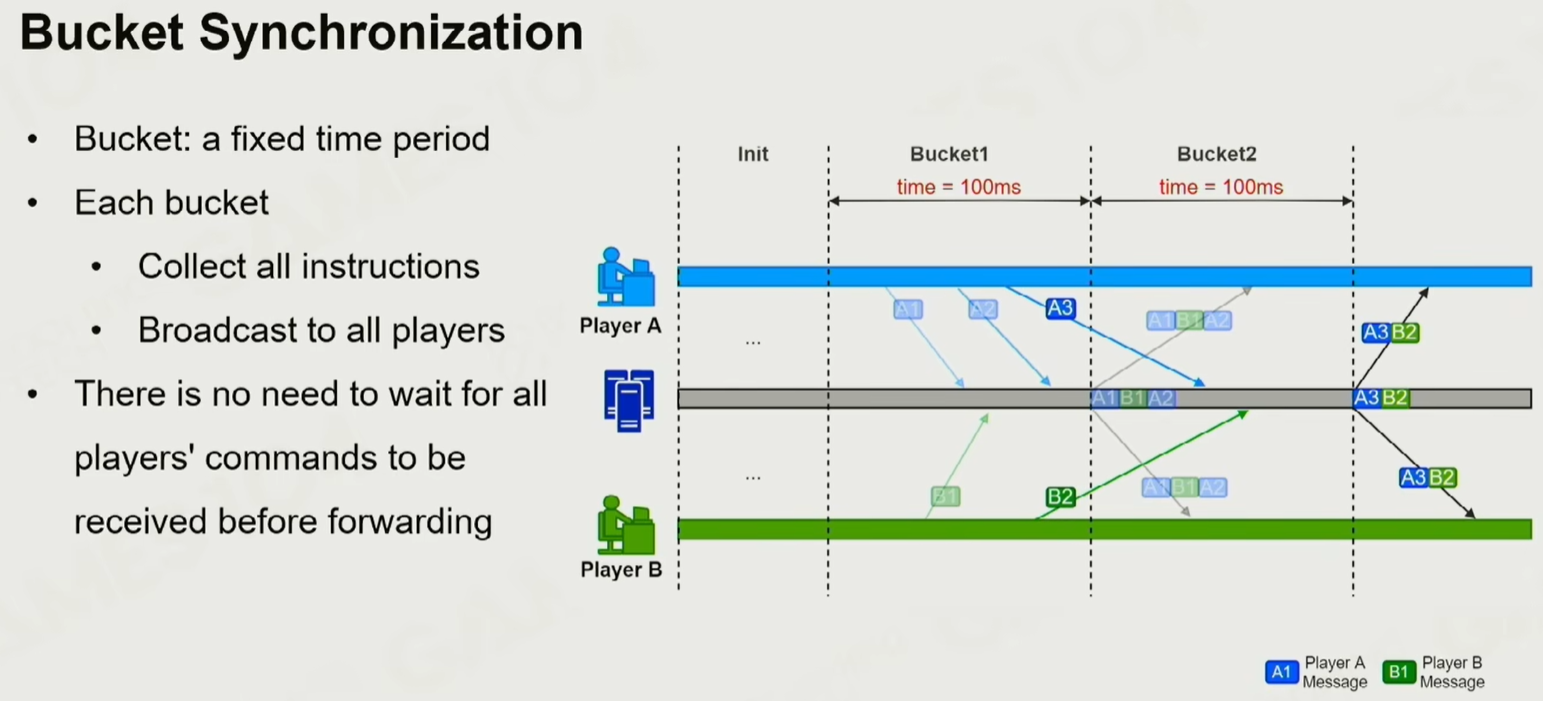 Bucket Synchronization
• Bucket: a fixed time period
• Each bucket
• Collect all instructions
• Broadcast to all players
• There is no need to wait for all
players' commands to be
received before forwarding
Init
Bucket1
Bucket2
time = 100ms
time = 100ms
Player A
A1
A2
A3
A1 B1 A2
A3 B2
...
A1 B1 A2
A3 B2
...
B1
B2
A1 B1 A2
A3 B2
Player B
A1 Player A
Message
B1 Player B
Message